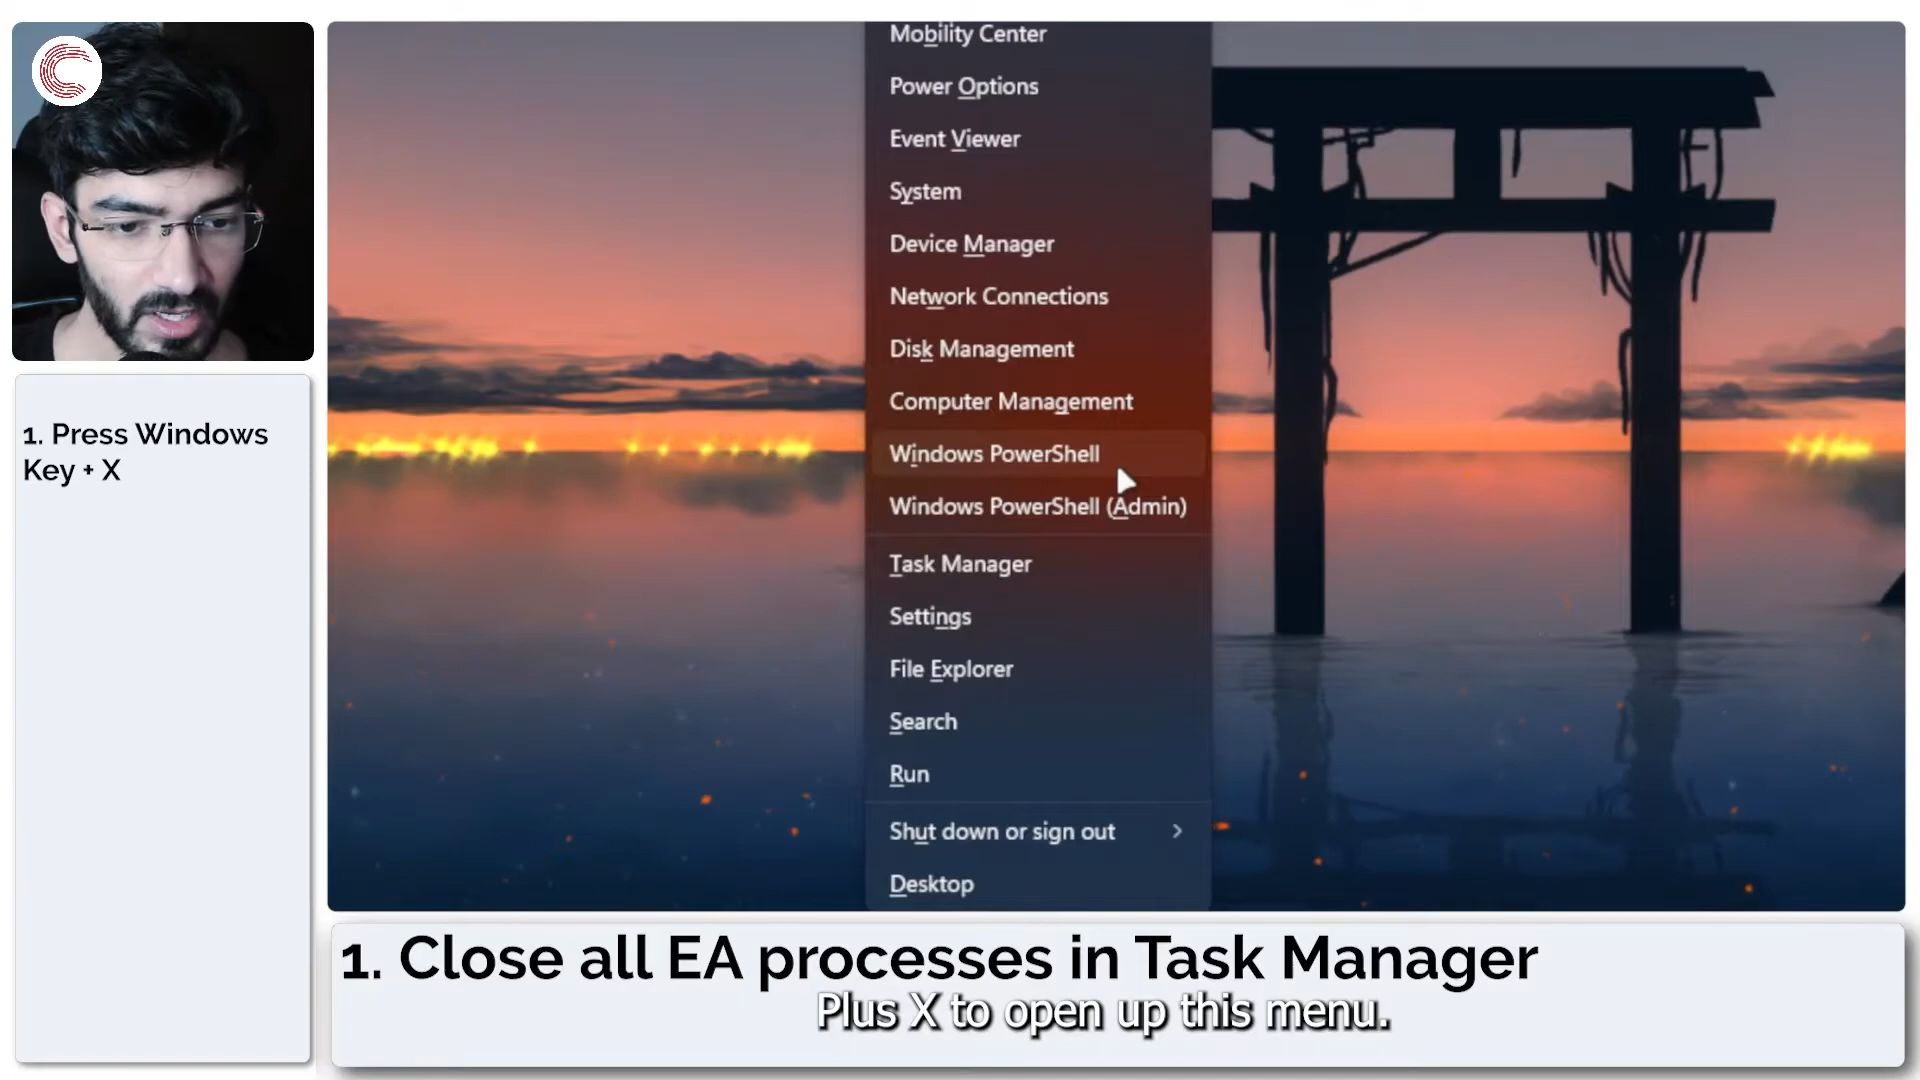 1. Press Windows
Key + X
Mobility Center
Power Options
Event Viewer
System
Device Manager
Network Connections
Disk Management
Computer Management
Windows PowerShell
Windows PowerShell (Admin)
Task Manager
Settings
File Explorer
Search
Run
Shut down or sign out
Desktop
1. Close all EA processes in Task Manager
Plus X to open up this menu.